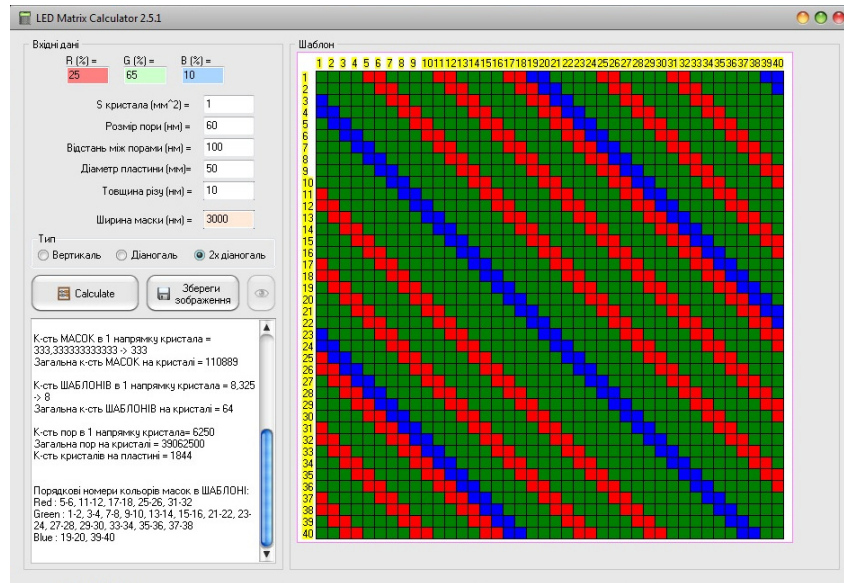 LED Matrix Calculator 2.5.1
Вхідні дані
R (%) = G (%) = B (%) =
25 65 10
S кристала (мм^2) = 1
Розмір пори (нм) = 60
Відстань між порами (нм) = 100
Діаметр пластини (мм)= 50
Товщина різу (нм) = 10
Ширина маски (нм) = 3000
Тип
Вертикаль Діаногаль 2х діаногаль
Calculate
Збереги
зображення
К-сть МАСОК в 1 напрямку кристала =
333,333333333333 -> 333
Загальна к-сть МАСОК на кристалі = 110889
К-сть ШАБЛОНІВ в 1 напрямку кристала = 8,325
-> 8
Загальна к-сть ШАБЛОНІВ на кристалі = 64
К-сть пор в 1 напрямку кристала= 6250
Загальна пор на кристалі = 39062500
К-сть кристалів на пластині = 1844
Порядкові номери кольорів масок в ШАБЛОНІ:
Red : 5-6, 11-12, 17-18, 25-26, 31-32
Green : 1-2, 3-4, 7-8, 9-10, 13-14, 15-16, 21-22, 23-
24, 27-28, 29-30, 33-34, 35-36, 37-38
Blue : 19-20, 39-40
Шаблон
1 2 3 4 5 6 7 8 9 10 11 12 13 14 15 16 17 18 19 20 21 22 23 24 25 26 27 28 29 30 31 32 33 34 35 36 37 38 39 40
1
2
3
4
5
6
7
8
9
10
11
12
13
14
15
16
17
18
19
20
21
22
23
24
25
26
27
28
29
30
31
32
33
34
35
36
37
38
39
40